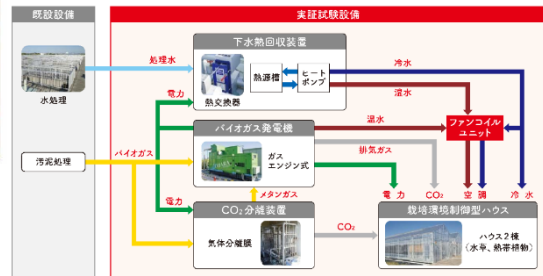 既設設備
実証試験設備
下水熱回収装置
処理水
冷水
熱源槽
ヒート
ポンプ
温水
水処理
電力
熱交換器
ファンコイル
ユニット
バイオガス発電機
温水
汚泥処理
バイオガス
ガス
エンジン式
排気ガス
メタンガス
電力
CO₂
空調
冷水
電力
CO₂分離装置
栽培環境制御型ハウス
気体分離膜
CO₂
ハウス2棟
(水草、熱帯植物)